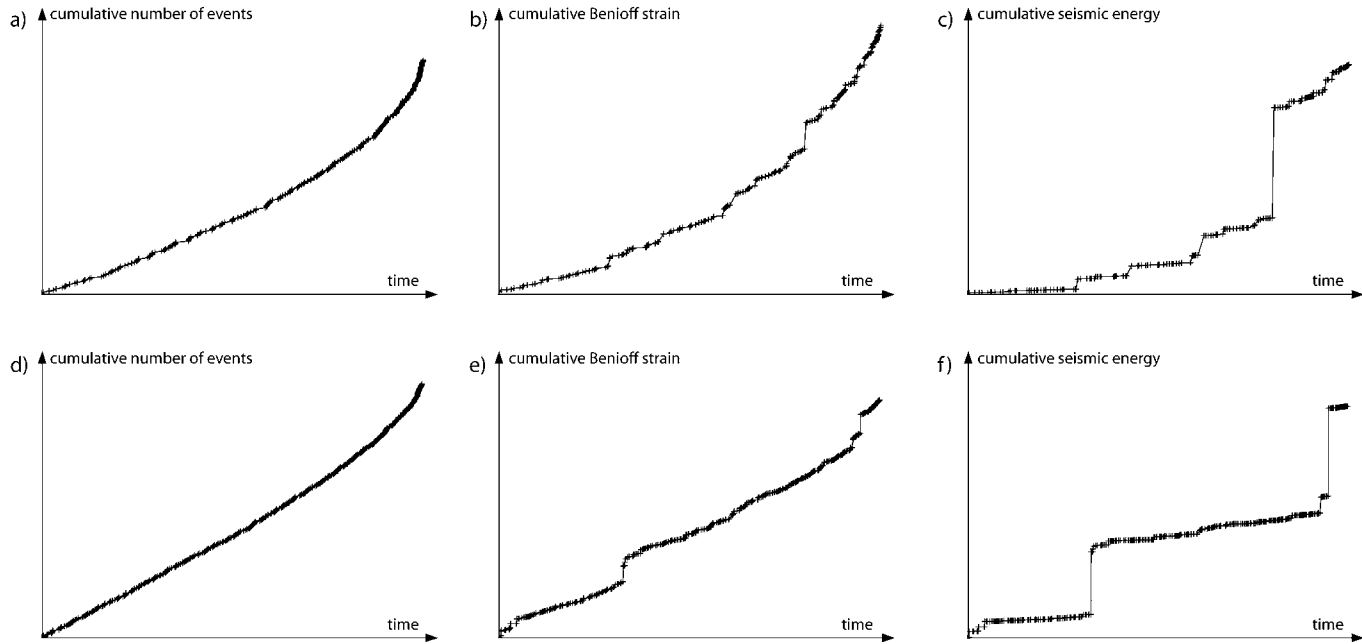 a) cumulative number of events
b) cumulative Benioff strain
c) cumulative seismic energy
time
time
time
d) cumulative number of events
e) cumulative Benioff strain
f) cumulative seismic energy
time
time
time